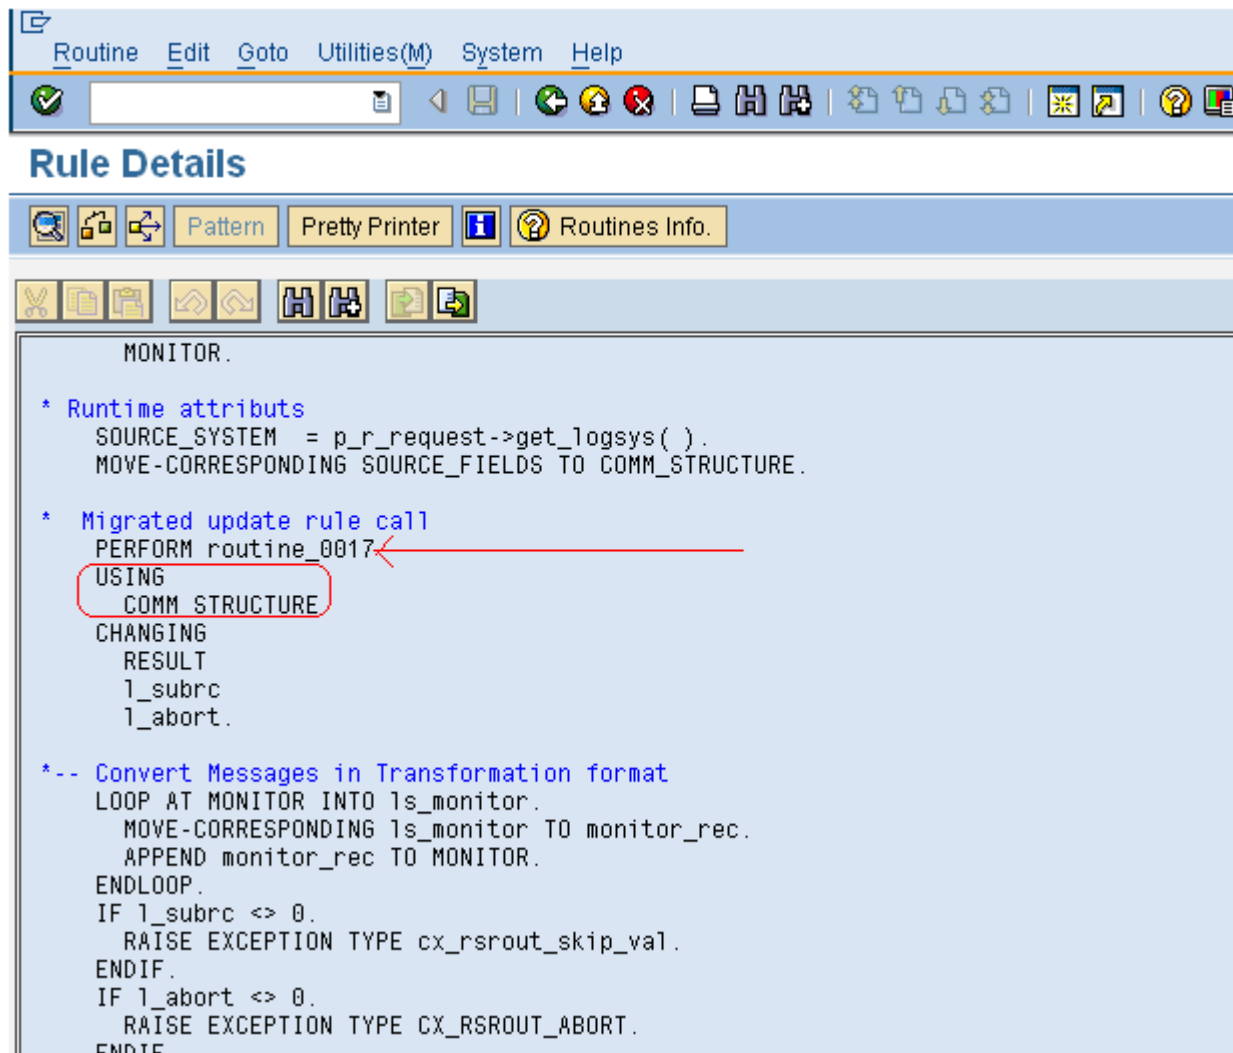 Routine Edit Goto Utilities(M) System Help
Rule Details
Pattern Pretty Printer Routines Info.
MONITOR.
* Runtime attributs
SOURCE_SYSTEM = p_r_request->get_logsys( ).
MOVE-CORRESPONDING SOURCE_FIELDS TO COMM_STRUCTURE.
* Migrated update rule call
PERFORM routine_0017
USING
COMM_STRUCTURE
CHANGING
RESULT
l_subrc
l_abort.
*-- Convert Messages in Transformation format
LOOP AT MONITOR INTO ls_monitor.
MOVE-CORRESPONDING ls_monitor TO monitor_rec.
APPEND monitor_rec TO MONITOR.
ENDLOOP.
IF l_subrc <> 0.
RAISE EXCEPTION TYPE cx_rsrout_skip_val.
ENDIF.
IF l_abort <> 0.
RAISE EXCEPTION TYPE CX_RSROUT_ABORT.
ENDIF.